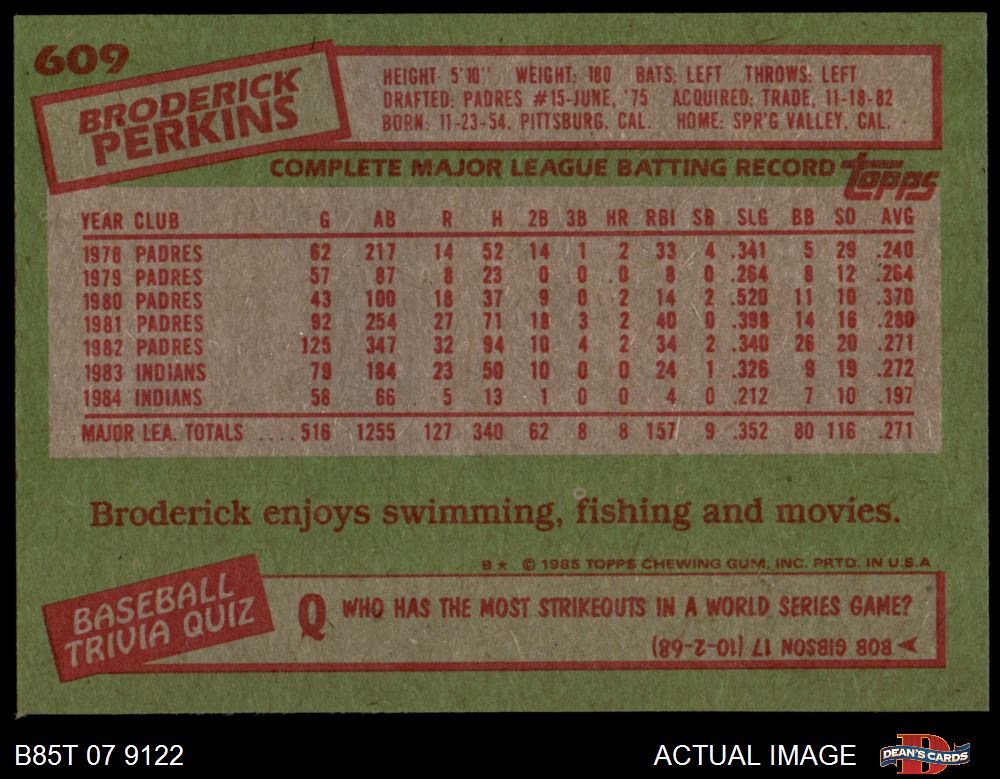 609
BRODERICK
PERKINS
HEIGHT: 5'10" WEIGHT: 180 BATS: LEFT THROWS: LEFT
DRAFTED: PADRES #15-JUNE, '75 ACQUIRED: TRADE, 11-18-82
BORN: 11-23-54, PITTSBURG, CAL. HOME: SPR'G VALLEY, CAL.
COMPLETE MAJOR LEAGUE BATTING RECORD topps
YEAR CLUB G AB R H 2B 3B HR RBI SB SLG BB SO AVG
1978 PADRES 62 217 14 52 14 1 2 33 4 .341 5 29 .240
1979 PADRES 57 87 8 23 0 0 0 8 0 .264 8 12 .264
1980 PADRES 43 100 18 37 9 0 2 14 2 .520 11 10 .370
1981 PADRES 92 254 27 71 18 3 2 40 0 .398 14 16 .280
1982 PADRES 125 347 32 94 10 4 2 34 2 .340 26 20 .271
1983 INDIANS 79 184 23 50 10 0 0 24 1 .326 9 19 .272
1984 INDIANS 58 66 5 13 1 0 0 4 0 .212 7 10 .197
MAJOR LEA. TOTALS .... 516 1255 127 340 62 8 8 157 9 .352 80 116 .271
Broderick enjoys swimming, fishing and movies.
B★ © 1985 TOPPS CHEWING GUM, INC. PRTD. IN U.S.A
BASEBALL
TRIVIA QUIZ
Q WHO HAS THE MOST STRIKEOUTS IN A WORLD SERIES GAME?
BOB GIBSON 17 (10-2-68)
B85T 07 9122 ACTUAL IMAGE DEAN'S CARDS